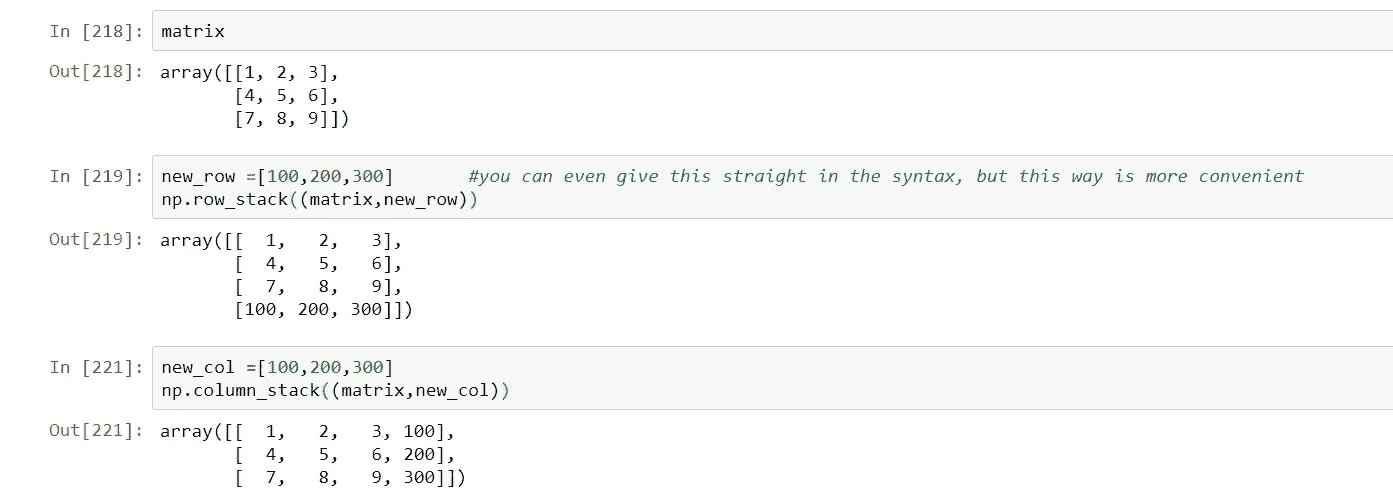 In [218]: matrix
Out[218]: array([[1, 2, 3],
[4, 5, 6],
[7, 8, 9]])
In [219]: new_row =[100,200,300] #you can even give this straight in the syntax, but this way is more convenient
np.row_stack((matrix,new_row))
Out[219]: array([[ 1, 2, 3],
[ 4, 5, 6],
[ 7, 8, 9],
[100, 200, 300]])
In [221]: new_col =[100,200,300]
np.column_stack((matrix,new_col))
Out[221]: array([[ 1, 2, 3, 100],
[ 4, 5, 6, 200],
[ 7, 8, 9, 300]])